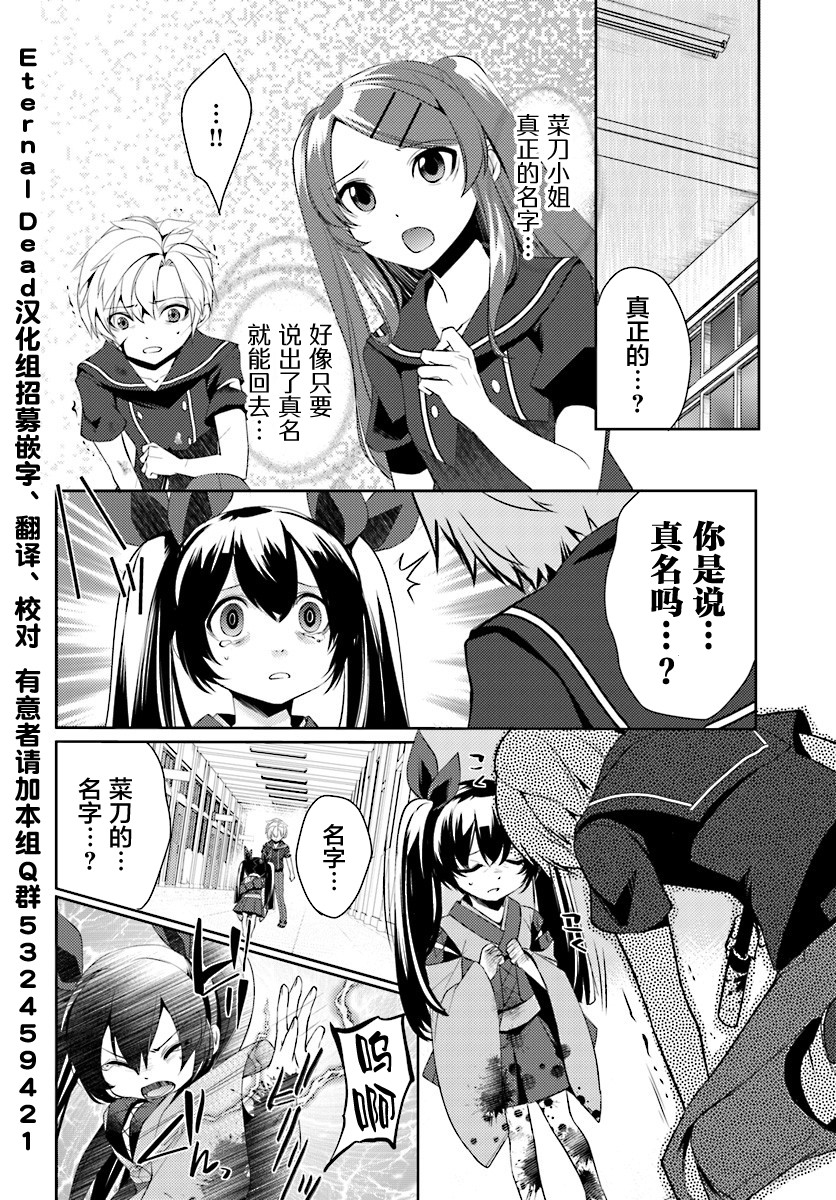 真正的…?
菜刀小姐
真正的名字…
…!!
好像只要
说出了真名
就能回去…
你是说…
真名吗…?
名字…
菜刀的…
名字…?
呜啊
Eternal Dead汉化组招募嵌字、翻译、校对 有意者请加本组Q群532459421